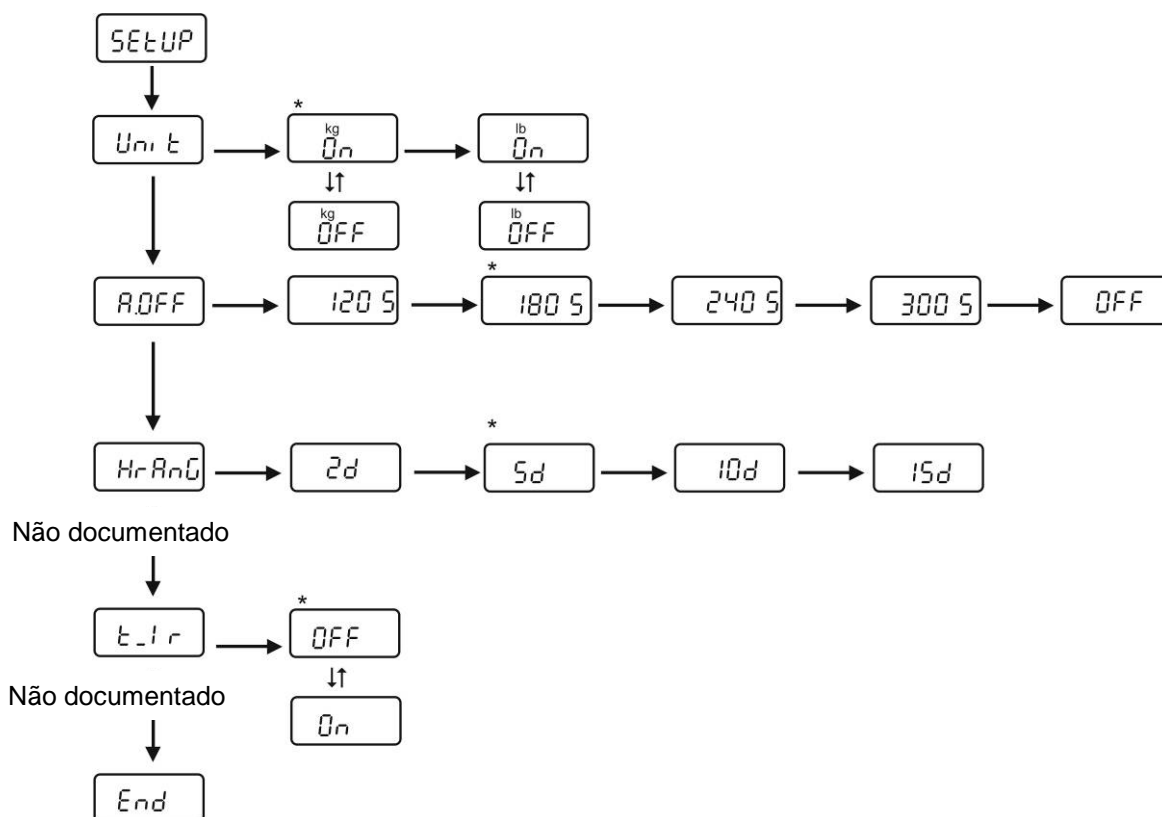 SEtUP
*
Unit
kg
On
lb
On
kg
OFF
lb
OFF
*
A.OFF
120 S
180 S
240 S
300 S
OFF
*
HrAnG
2d
5d
10d
15d
Não documentado
*
t_Ir
OFF
Não documentado
On
End